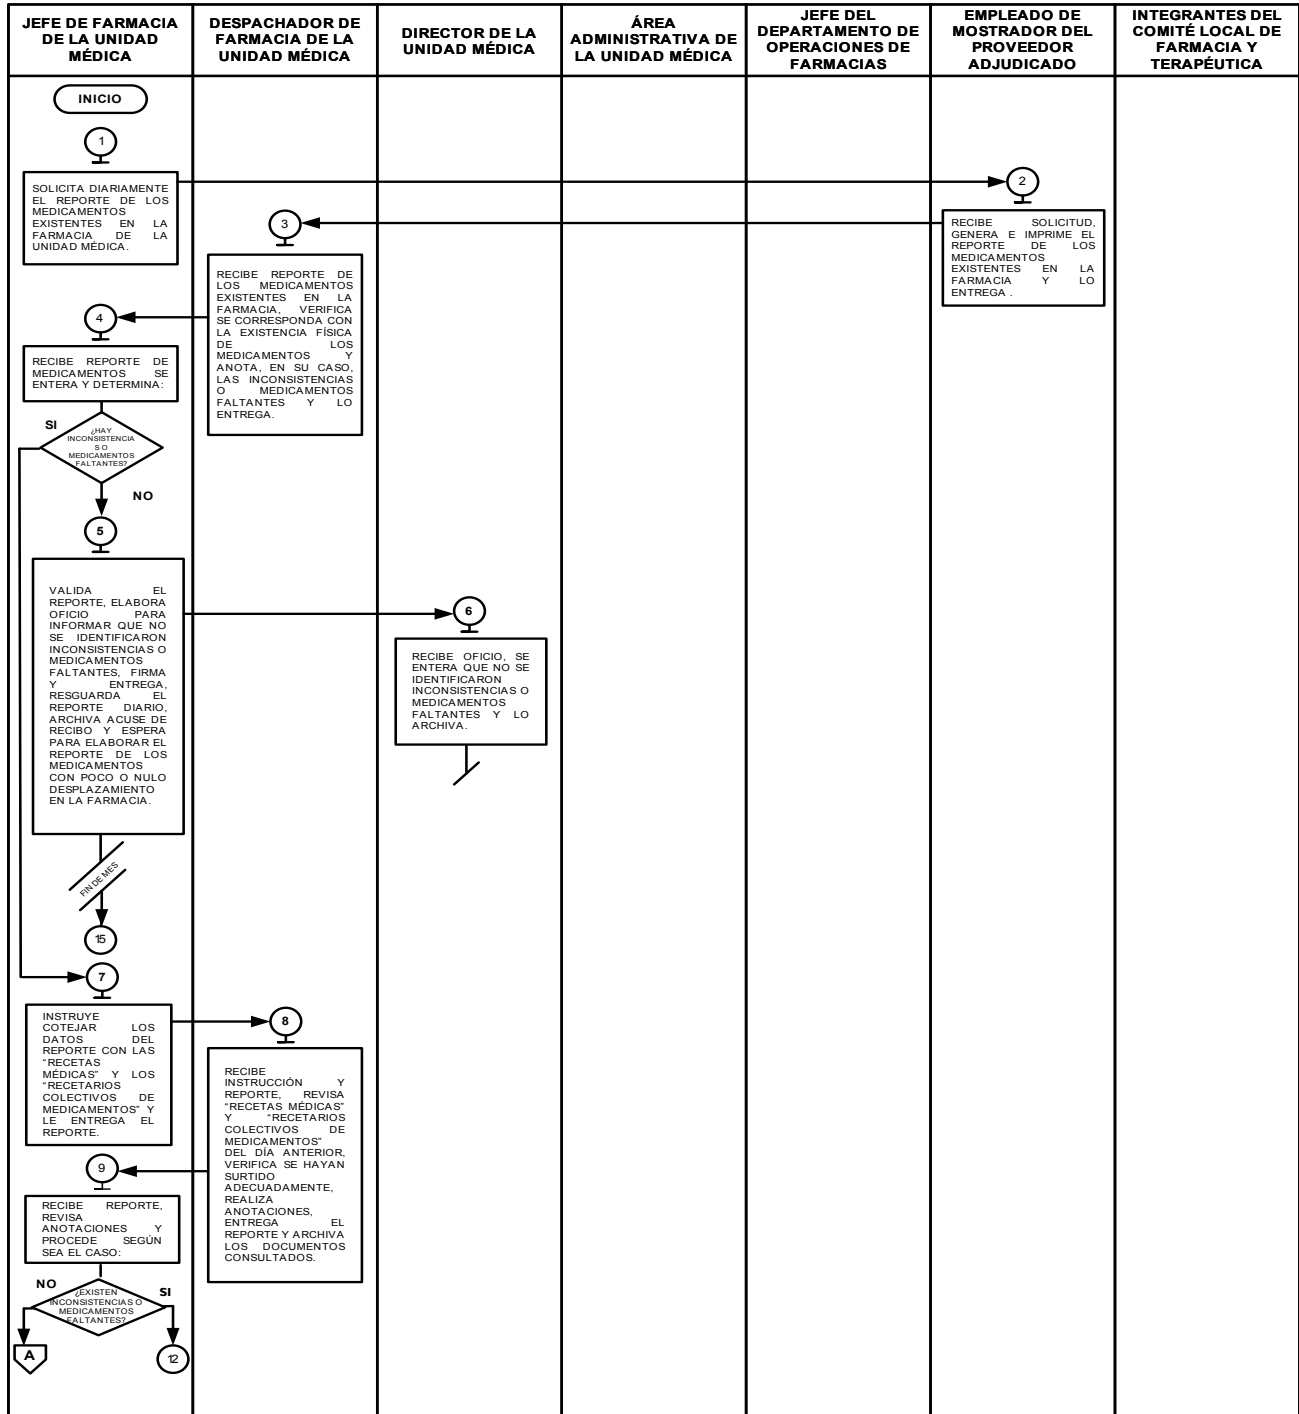 JEFE DE FARMACIA
DE LA UNIDAD
MÉDICA
DESPACHADOR DE
FARMACIA DE LA
UNIDAD MÉDICA
DIRECTOR DE LA
UNIDAD MÉDICA
ÁREA
ADMINISTRATIVA DE
LA UNIDAD MÉDICA
JEFE DEL
DEPARTAMENTO DE
OPERACIONES DE
FARMACIAS
EMPLEADO DE
MOSTRADOR DEL
PROVEEDOR
ADJUDICADO
INTEGRANTES DEL
COMITÉ LOCAL DE
FARMACIA Y
TERAPÉUTICA
INICIO
1
SOLICITA DIARIAMENTE
EL REPORTE DE LOS
MEDICAMENTOS
EXISTENTES EN LA
FARMACIA DE LA
UNIDAD MÉDICA.
2
RECIBE SOLICITUD,
GENERA E IMPRIME EL
REPORTE DE LOS
MEDICAMENTOS
EXISTENTES EN LA
FARMACIA Y LO
ENTREGA .
3
RECIBE REPORTE DE
LOS MEDICAMENTOS
EXISTENTES EN LA
FARMACIA, VERIFICA
SE CORRESPONDA CON
LA EXISTENCIA FÍSICA
DE LOS
MEDICAMENTOS Y
ANOTA, EN SU CASO,
LAS INCONSISTENCIAS
O MEDICAMENTOS
FALTANTES Y LO
ENTREGA.
4
RECIBE REPORTE DE
MEDICAMENTOS SE
ENTERA Y DETERMINA:
SI
¿HAY
INCONSISTENCIA
S O
MEDICAMENTOS
FALTANTES?
NO
5
VALIDA EL
REPORTE, ELABORA
OFICIO PARA
INFORMAR QUE NO
SE IDENTIFICARON
INCONSISTENCIAS O
MEDICAMENTOS
FALTANTES, FIRMA
Y ENTREGA,
RESGUARDA EL
REPORTE DIARIO,
ARCHIVA ACUSE DE
RECIBO Y ESPERA
PARA ELABORAR EL
REPORTE DE LOS
MEDICAMENTOS
CON POCO O NULO
DESPLAZAMIENTO
EN LA FARMACIA.
6
RECIBE OFICIO, SE
ENTERA QUE NO SE
IDENTIFICARON
INCONSISTENCIAS O
MEDICAMENTOS
FALTANTES Y LO
ARCHIVA.
FIN DE MES
15
7
INSTRUYE
COTEJAR LOS
DATOS DEL
REPORTE CON LAS
"RECETAS
MÉDICAS" Y LOS
"RECETARIOS
COLECTIVOS DE
MEDICAMENTOS" Y
LE ENTREGA EL
REPORTE.
8
RECIBE
INSTRUCCIÓN Y
REPORTE, REVISA
"RECETAS MÉDICAS"
Y "RECETARIOS
COLECTIVOS DE
MEDICAMENTOS"
DEL DÍA ANTERIOR,
VERIFICA SE HAYAN
SURTIDO
ADECUADAMENTE,
REALIZA
ANOTACIONES,
ENTREGA EL
REPORTE Y ARCHIVA
LOS DOCUMENTOS
CONSULTADOS.
9
RECIBE REPORTE,
REVISA
ANOTACIONES Y
PROCEDE SEGÚN
SEA EL CASO:
NO
¿EXISTEN
INCONSISTENCIAS O
MEDICAMENTOS
FALTANTES?
SI
A
12